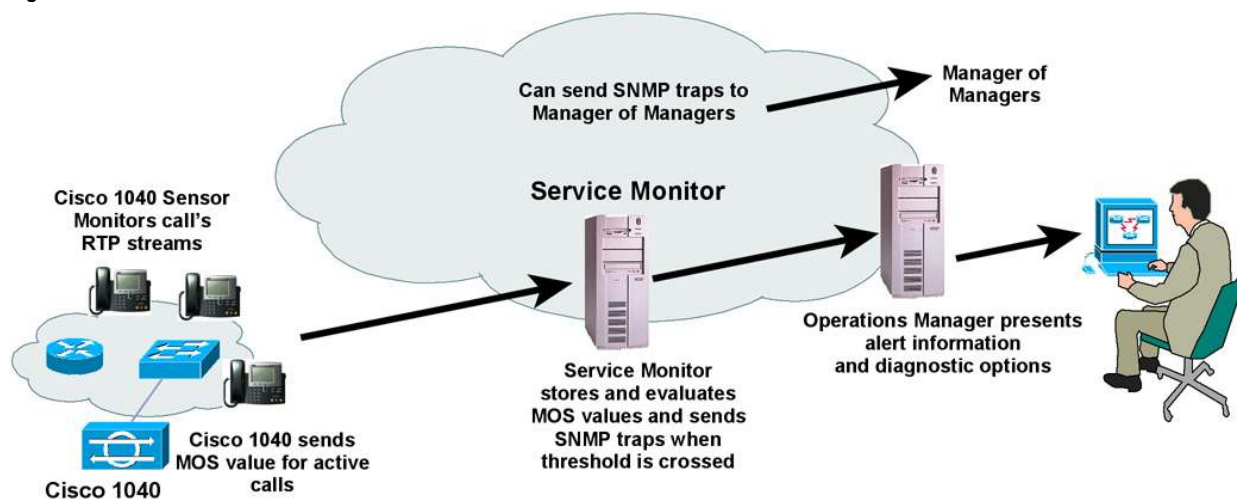 Can send SNMP traps to
Manager of Managers
Manager of
Managers
Service Monitor
Cisco 1040 Sensor
Monitors call's
RTP streams
Operations Manager presents
alert information
and diagnostic options
Service Monitor
stores and evaluates
MOS values and sends
SNMP traps when
threshold is crossed
Cisco 1040 sends
MOS value for active
calls
Cisco 1040